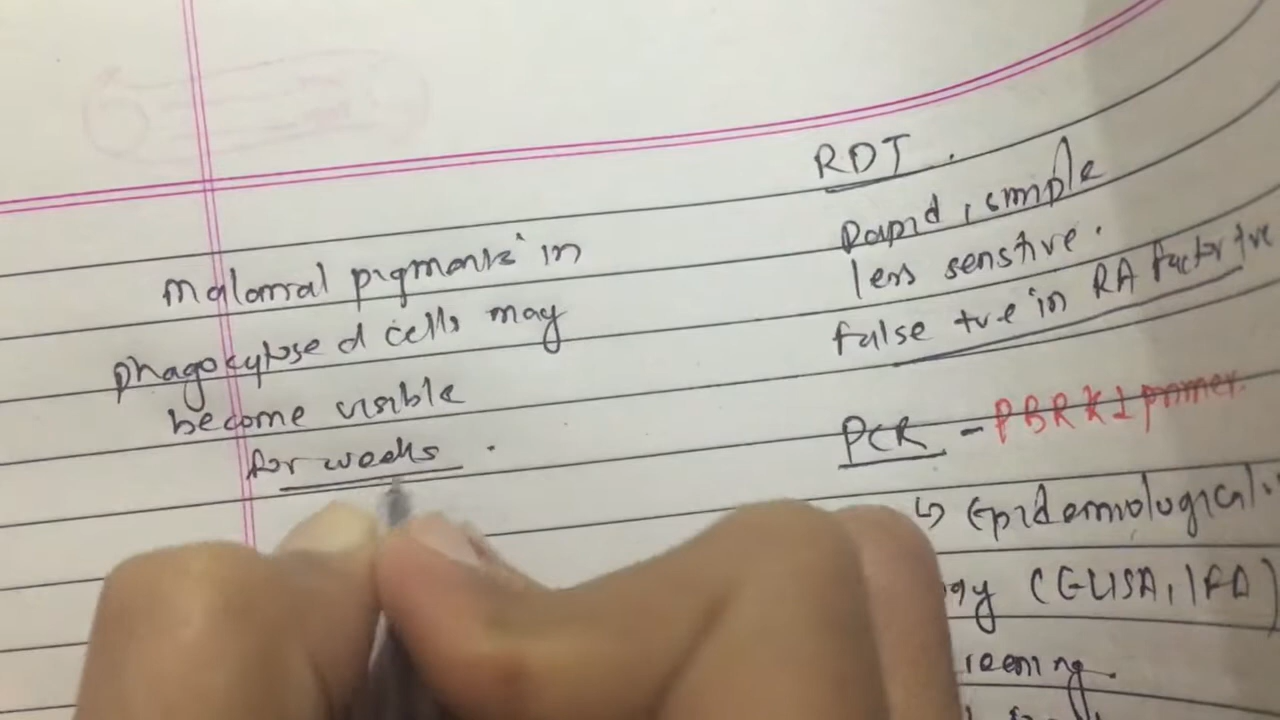 Malarial pigments in
phagocytosed cells may
become visible
for weeks.
RDT.
Rapid, simple
less senstive.
false +ve in RA factor +ve
PCR - PBRK1 primer.
↳ Epidemiological
(ELISA, IFA)